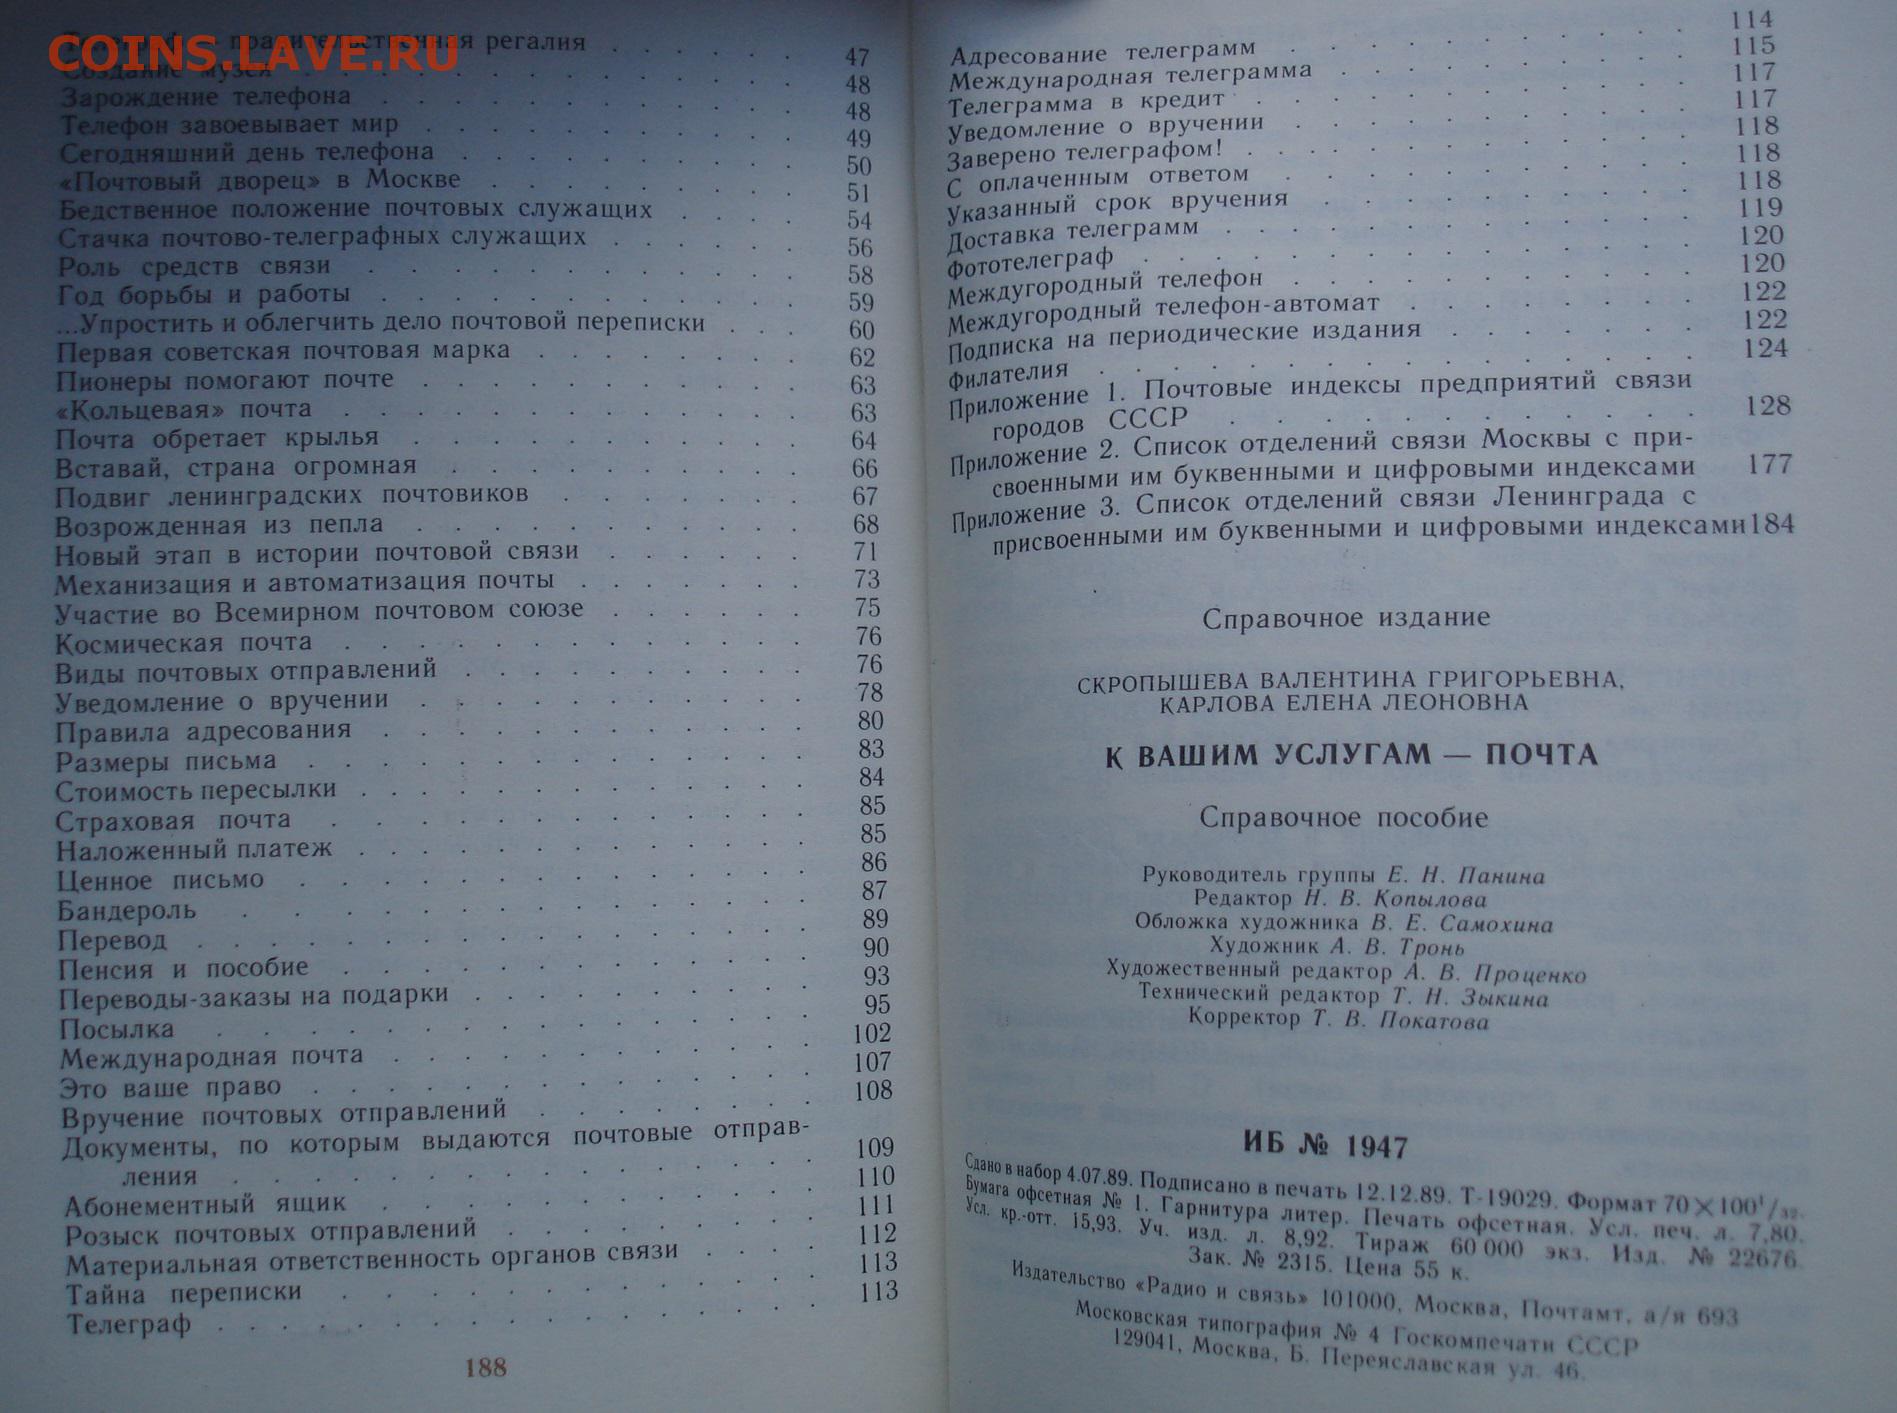 COINS.LAVE.RU
правительственная регалия . . . . . . 47
Создание музея . . . . . . 48
Зарождение телефона . . . . . . 48
Телефон завоевывает мир . . . . . . 49
Сегодняшний день телефона . . . . . . 50
«Почтовый дворец» в Москве . . . . . . 51
Бедственное положение почтовых служащих . . . . 54
Стачка почтово-телеграфных служащих . . . . . . 56
Роль средств связи . . . . . . 58
Год борьбы и работы . . . . . . 59
...Упростить и облегчить дело почтовой переписки . . . 60
Первая советская почтовая марка . . . . . . 62
Пионеры помогают почте . . . . . . 63
«Кольцевая» почта . . . . . . 63
Почта обретает крылья . . . . . . 64
Вставай, страна огромная . . . . . . 66
Подвиг ленинградских почтовиков . . . . . . 67
Возрожденная из пепла . . . . . . 68
Новый этап в истории почтовой связи . . . . . . 71
Механизация и автоматизация почты . . . . . . 73
Участие во Всемирном почтовом союзе . . . . . . 75
Космическая почта . . . . . . 76
Виды почтовых отправлений . . . . . . 76
Уведомление о вручении . . . . . . 78
Правила адресования . . . . . . 80
Размеры письма . . . . . . 83
Стоимость пересылки . . . . . . 84
Страховая почта . . . . . . 85
Наложенный платеж . . . . . . 85
Ценное письмо . . . . . . 86
Бандероль . . . . . . 87
Перевод . . . . . . 89
Пенсия и пособие . . . . . . 90
Переводы-заказы на подарки . . . . . . 93
Посылка . . . . . . 95
Международная почта . . . . . . 102
Это ваше право . . . . . . 107
Вручение почтовых отправлений . . . . . . 108
Документы, по которым выдаются почтовые отправ-
ления . . . . . . 109
Абонементный ящик . . . . . . 110
Розыск почтовых отправлений . . . . . . 111
Материальная ответственность органов связи . . . . 112
Тайна переписки . . . . . . 113
Телеграф . . . . . . 113
188
Адресование телеграмм . . . . . . 114
Международная телеграмма . . . . . . 115
Телеграмма в кредит . . . . . . 117
Уведомление о вручении . . . . . . 117
Заверено телеграфом! . . . . . . 118
С оплаченным ответом . . . . . . 118
Указанный срок вручения . . . . . . 118
Доставка телеграмм . . . . . . 119
Фототелеграф . . . . . . 120
Междугородный телефон . . . . . . 120
Междугородный телефон-автомат . . . . . . 122
Подписка на периодические издания . . . . . . 122
Филателия . . . . . . 124
Приложение 1. Почтовые индексы предприятий связи
городов СССР . . . . . . 128
Приложение 2. Список отделений связи Москвы с при-
своенными им буквенными и цифровыми индексами 177
Приложение 3. Список отделений связи Ленинграда с
присвоенными им буквенными и цифровыми индексами 184
Справочное издание
СКРОПЫШЕВА ВАЛЕНТИНА ГРИГОРЬЕВНА,
КАРЛОВА ЕЛЕНА ЛЕОНОВНА
К ВАШИМ УСЛУГАМ — ПОЧТА
Справочное пособие
Руководитель группы Е. Н. Панина
Редактор Н. В. Копылова
Обложка художника В. Е. Самохина
Художник А. В. Тронь
Художественный редактор А. В. Проценко
Технический редактор Т. Н. Зыкина
Корректор Т. В. Покатова
ИБ № 1947
Сдано в набор 4.07.89. Подписано в печать 12.12.89. Т-19029. Формат 70×100¹/₃₂.
Бумага офсетная № 1. Гарнитура литер. Печать офсетная. Усл. печ. л. 7,80.
Усл. кр.-отт. 15,93. Уч. изд. л. 8,92. Тираж 60 000 экз. Изд. № 22676.
Зак. № 2315. Цена 55 к.
Издательство «Радио и связь» 101000, Москва, Почтамт, а/я 693
Московская типография № 4 Госкомпечати СССР
129041, Москва, Б. Переяславская ул. 46.